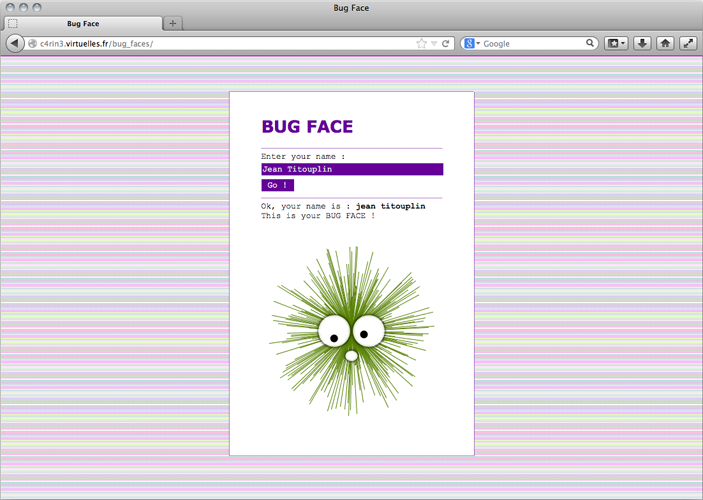 Bug Face
Bug Face
c4rin3.virtuelles.fr/bug_faces/
Google
BUG FACE
Enter your name :
Jean Titouplin
Go !
Ok, your name is : jean titouplin
This is your BUG FACE !